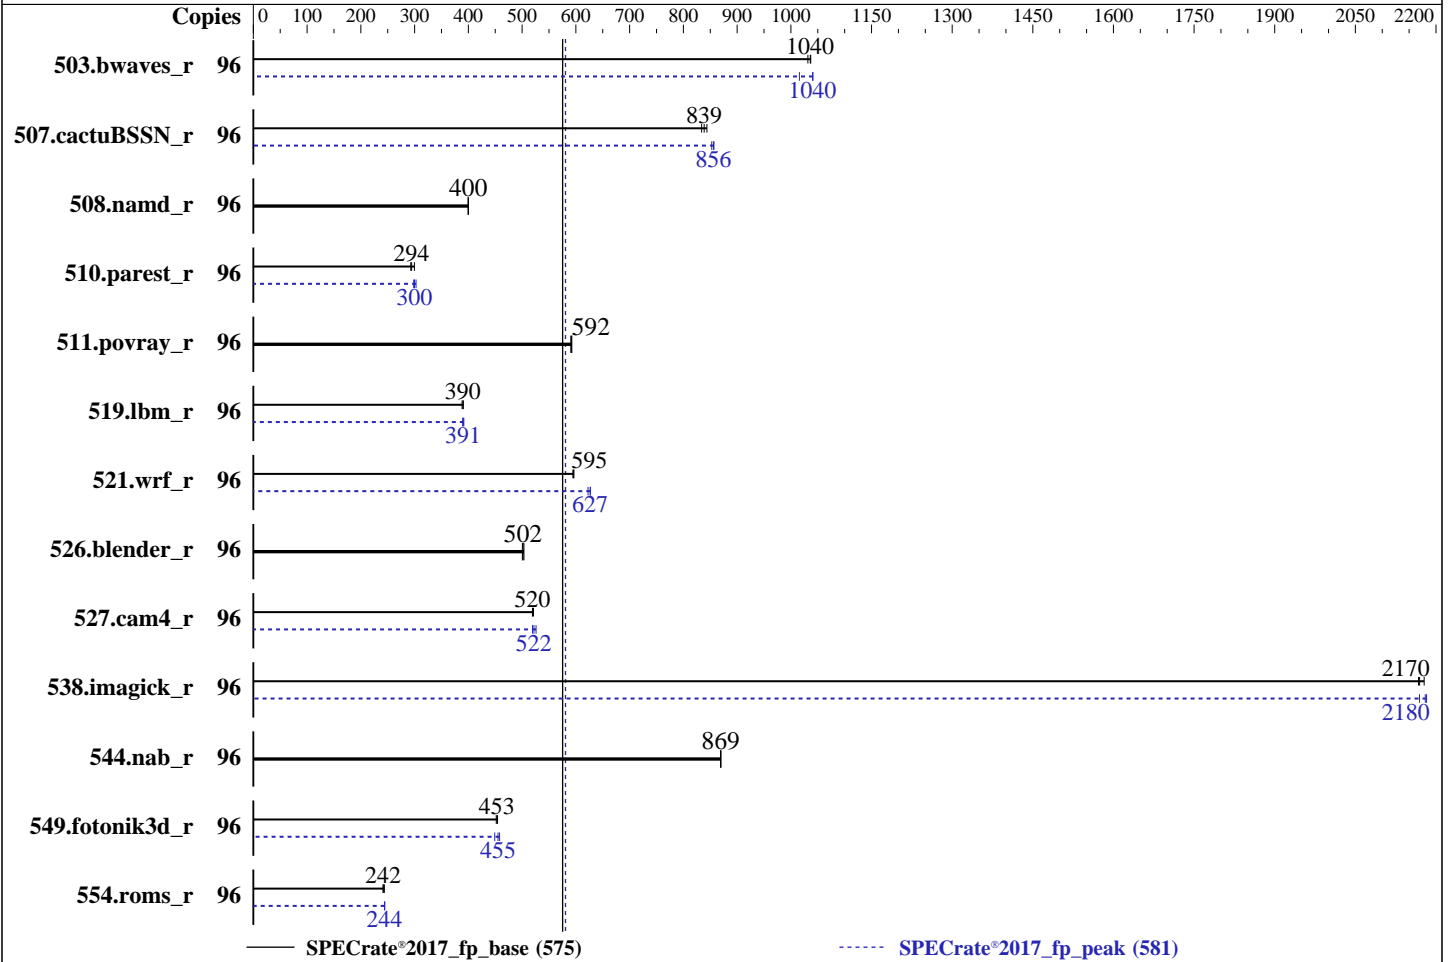 Copies 0 100 200 300 400 500 600 700 800 900 1000 1150 1300 1450 1600 1750 1900 2050 2200
1040
503.bwaves_r 96
1040
839
507.cactuBSSN_r 96
856
400
508.namd_r 96
294
510.parest_r 96
300
592
511.povray_r 96
390
519.lbm_r 96
391
595
521.wrf_r 96
627
502
526.blender_r 96
520
527.cam4_r 96
522
2170
538.imagick_r 96
2180
869
544.nab_r 96
453
549.fotonik3d_r 96
455
242
554.roms_r 96
244
SPECrate®2017_fp_base (575) SPECrate®2017_fp_peak (581)